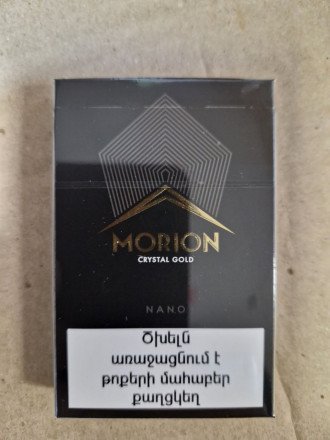 MORION
CRYSTAL GOLD
NANO
Ծխելն
առաջացնում է
թոքերի մահաբեր
քաղցկեղ